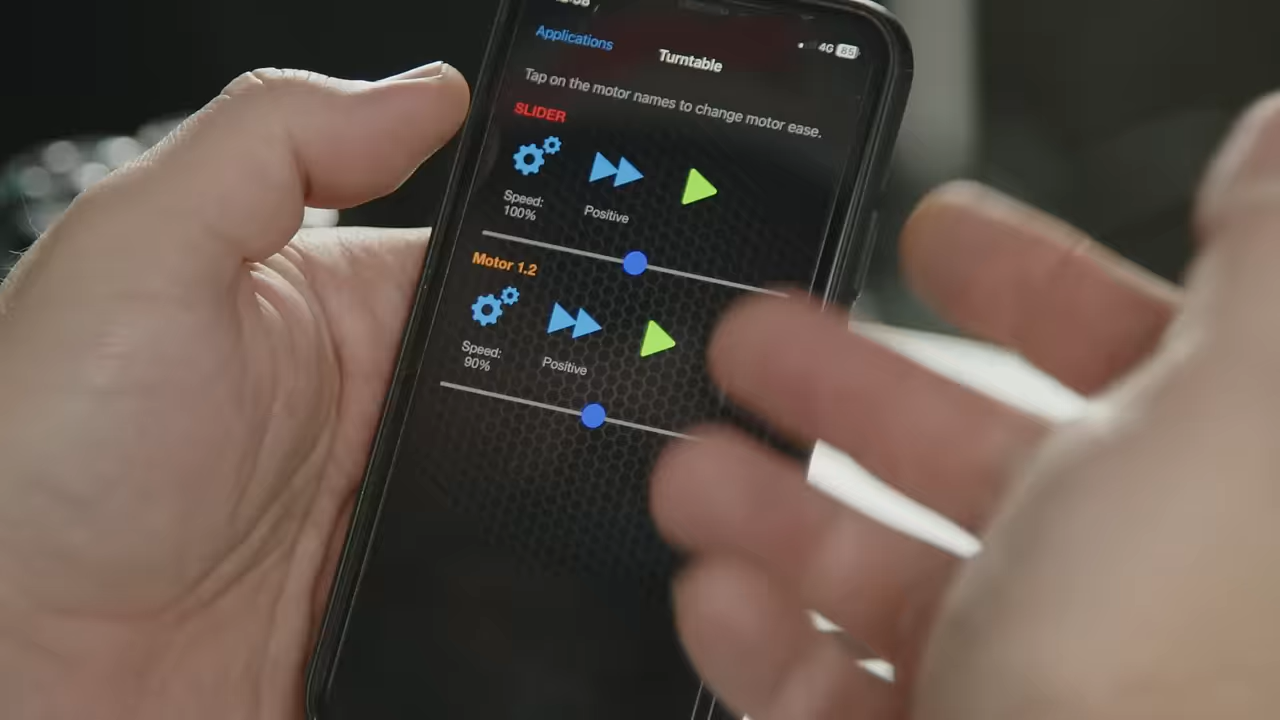 4G 85
Applications
Turntable
Tap on the motor names to change motor ease.
SLIDER
Speed:
100%
Positive
Motor 1.2
Speed:
90%
Positive